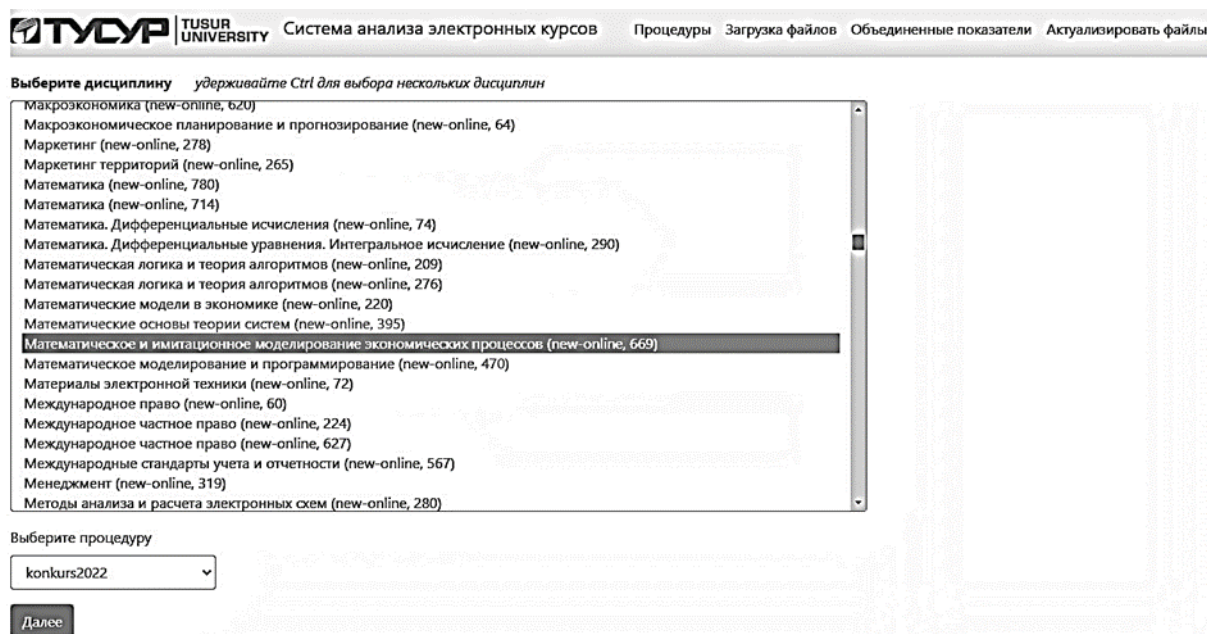 ТУСУР TUSUR UNIVERSITY Система анализа электронных курсов Процедуры Загрузка файлов Объединенные показатели Актуализировать файлы
Выберите дисциплину удерживайте Ctrl для выбора нескольких дисциплин
Макроэкономика (new-online, 620)
Макроэкономическое планирование и прогнозирование (new-online, 64)
Маркетинг (new-online, 278)
Маркетинг территорий (new-online, 265)
Математика (new-online, 780)
Математика (new-online, 714)
Математика. Дифференциальные исчисления (new-online, 74)
Математика. Дифференциальные уравнения. Интегральное исчисление (new-online, 290)
Математическая логика и теория алгоритмов (new-online, 209)
Математическая логика и теория алгоритмов (new-online, 276)
Математические модели в экономике (new-online, 220)
Математические основы теории систем (new-online, 395)
Математическое и имитационное моделирование экономических процессов (new-online, 669)
Математическое моделирование и программирование (new-online, 470)
Материалы электронной техники (new-online, 72)
Международное право (new-online, 60)
Международное частное право (new-online, 224)
Международное частное право (new-online, 627)
Международные стандарты учета и отчетности (new-online, 567)
Менеджмент (new-online, 319)
Методы анализа и расчета электронных схем (new-online, 280)
Выберите процедуру
konkurs2022
Далее